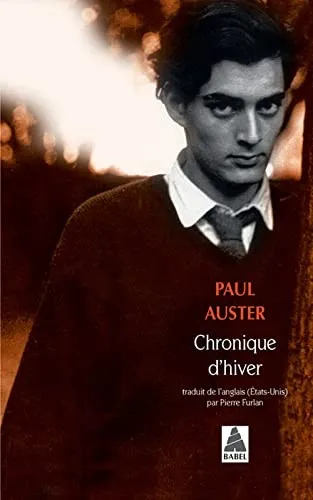 PAUL
AUSTER
Chronique
d'hiver
traduit de l'anglais (États-Unis)
par Pierre Furlan
BABEL